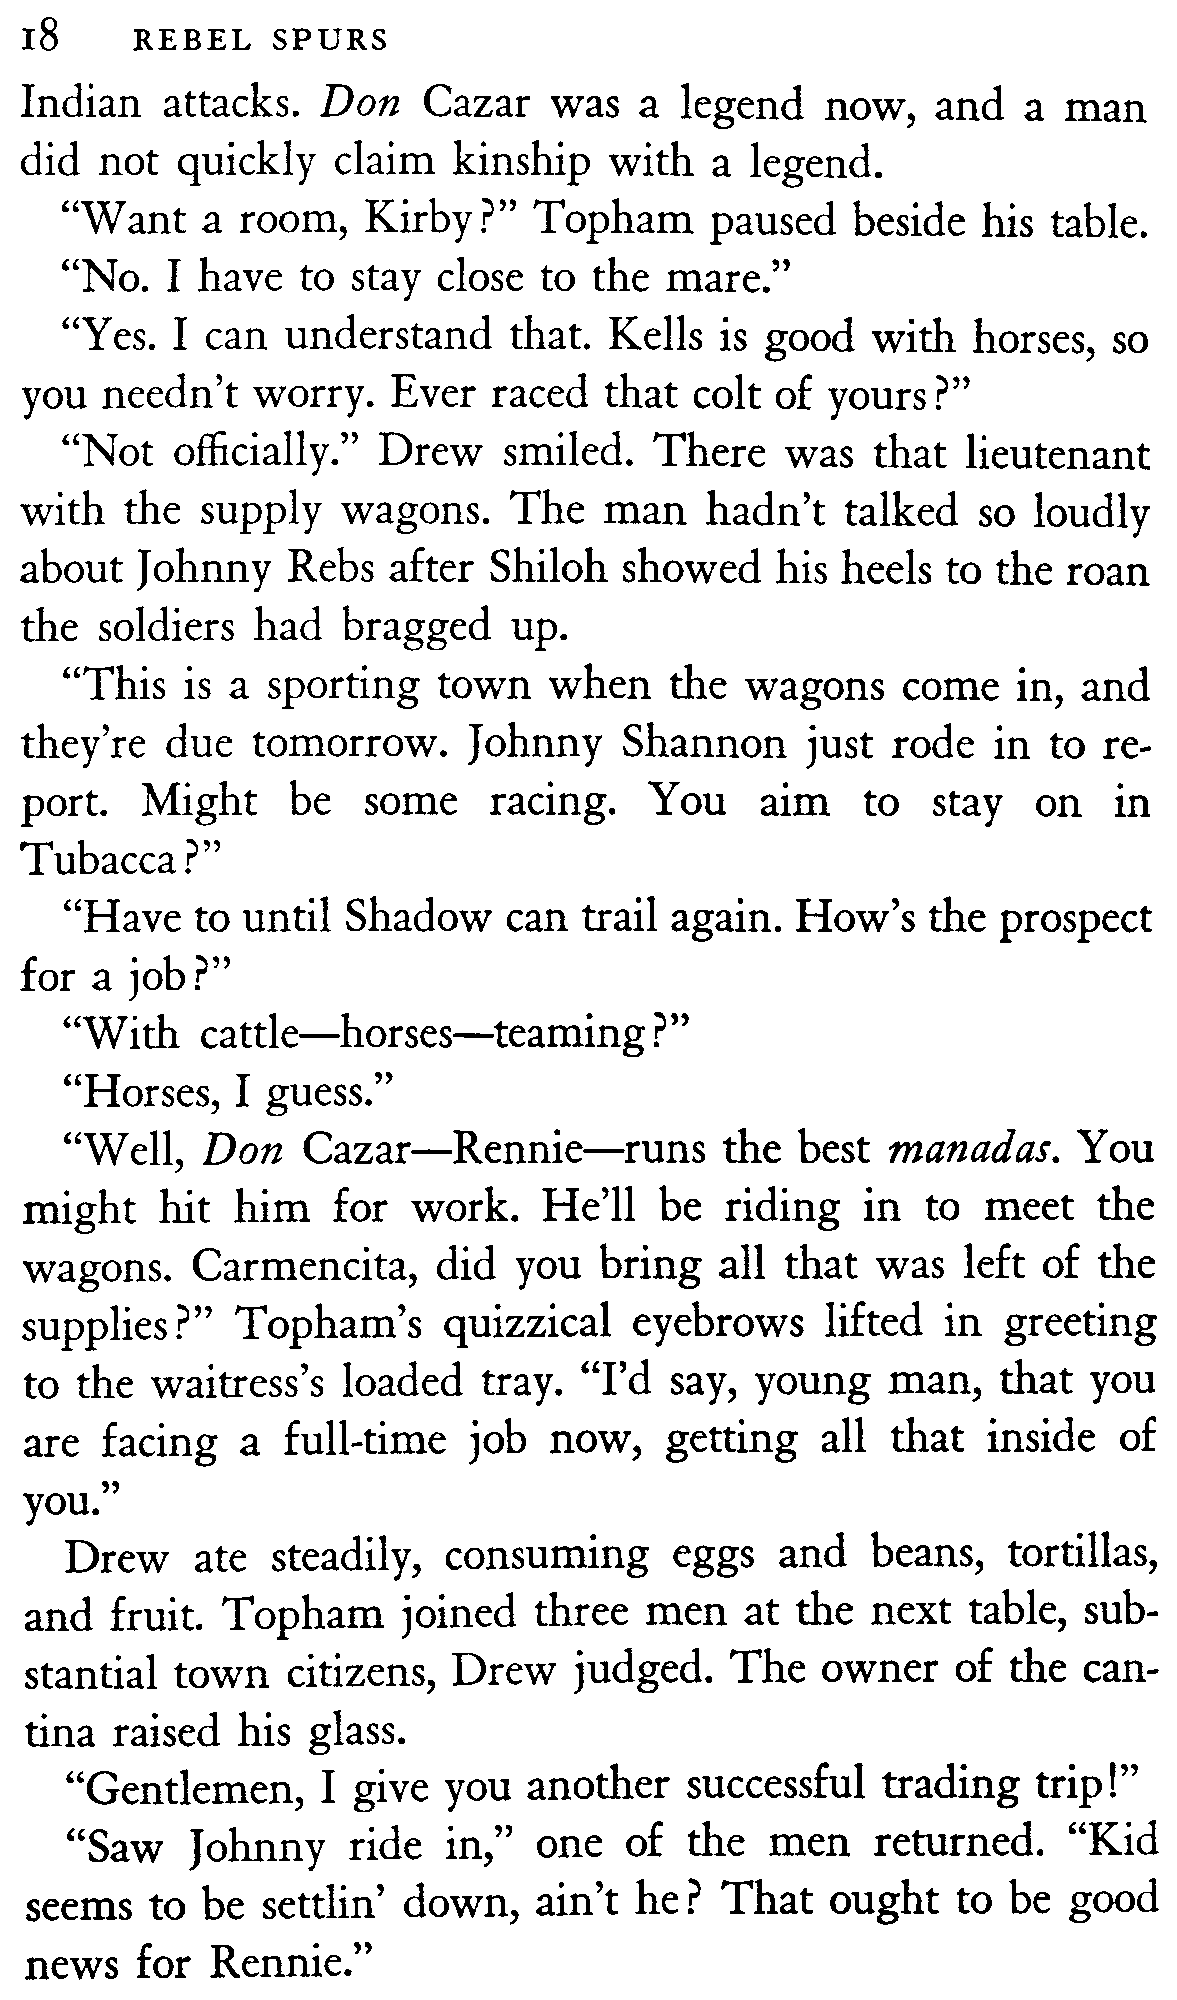 18 REBEL SPURS
Indian attacks. Don Cazar was a legend now, and a man
did not quickly claim kinship with a legend.
“Want a room, Kirby?” Topham paused beside his table.
“No. I have to stay close to the mare.”
“Yes. I can understand that. Kells is good with horses, so
you needn’t worry. Ever raced that colt of yours?”
“Not officially.” Drew smiled. There was that lieutenant
with the supply wagons. The man hadn’t talked so loudly
about Johnny Rebs after Shiloh showed his heels to the roan
the soldiers had bragged up.
“This is a sporting town when the wagons come in, and
they’re due tomorrow. Johnny Shannon just rode in to re-
port. Might be some racing. You aim to stay on in
Tubacca?”
“Have to until Shadow can trail again. How’s the prospect
for a job?”
“With cattle—horses—teaming?”
“Horses, I guess.”
“Well, Don Cazar—Rennie—runs the best manadas. You
might hit him for work. He’ll be riding in to meet the
wagons. Carmencita, did you bring all that was left of the
supplies?” Topham’s quizzical eyebrows lifted in greeting
to the waitress’s loaded tray. “I’d say, young man, that you
are facing a full-time job now, getting all that inside of
you.”
Drew ate steadily, consuming eggs and beans, tortillas,
and fruit. Topham joined three men at the next table, sub-
stantial town citizens, Drew judged. The owner of the can-
tina raised his glass.
“Gentlemen, I give you another successful trading trip!”
“Saw Johnny ride in,” one of the men returned. “Kid
seems to be settlin’ down, ain’t he? That ought to be good
news for Rennie.”